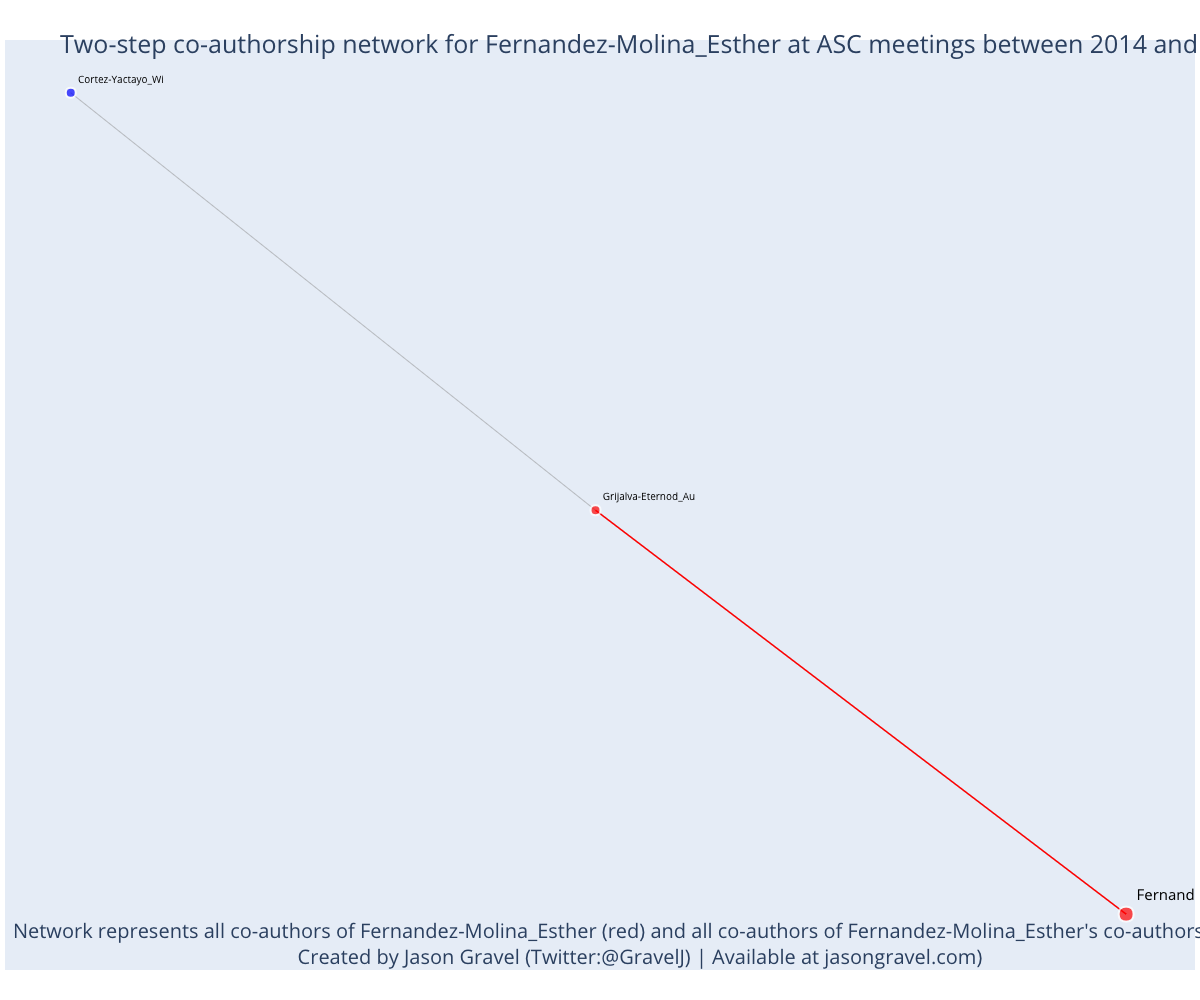 Two-step co-authorship network for Fernandez-Molina_Esther at ASC meetings between 2014 and
Cortez-Yactayo_Wi
Grijalva-Eternod_Au
Fernand
Network represents all co-authors of Fernandez-Molina_Esther (red) and all co-authors of Fernandez-Molina_Esther's co-authors
Created by Jason Gravel (Twitter:@GravelJ) | Available at jasongravel.com)